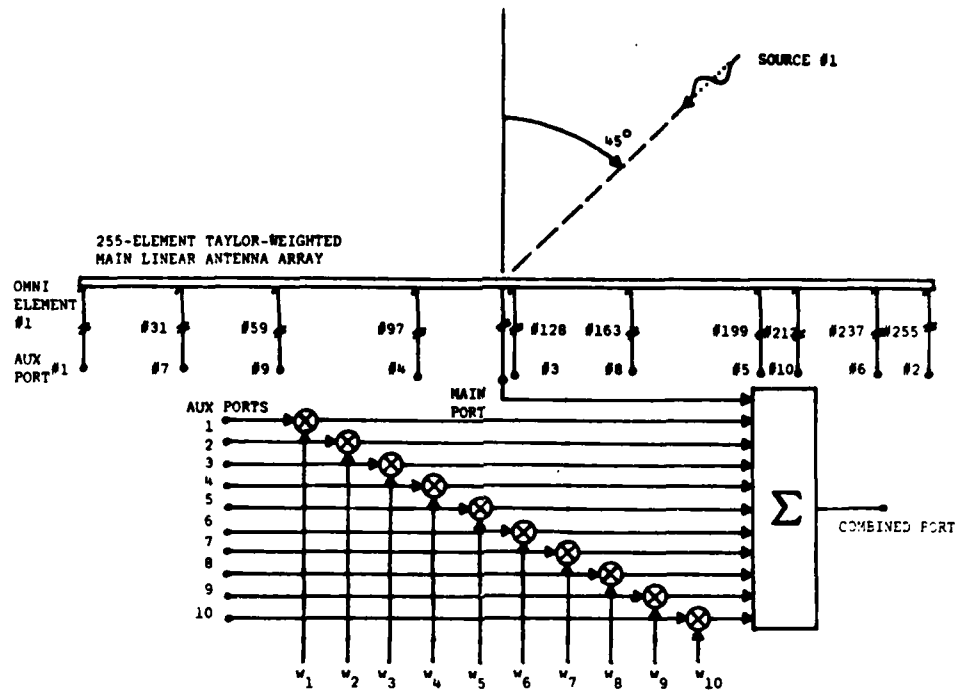 SOURCE #1
45°
255-ELEMENT TAYLOR-WEIGHTED
MAIN LINEAR ANTENNA ARRAY
OMNI
ELEMENT
#1
#31
#59
#97
#128
#163
#199
#237
#255
AUX
PORT
#1
#7
#9
#4
#3
#8
#5
#10
#6
#2
MAIN
PORT
AUX PORTS
1
2
3
4
5
6
7
8
9
10
Σ
COMBINED PORT
w1
w2
w3
w4
w5
w6
w7
w8
w9
w10